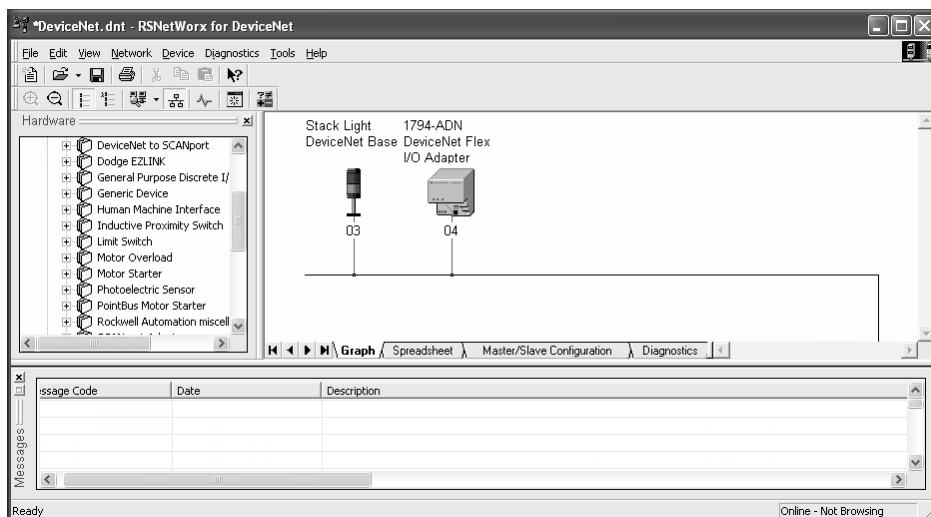 *DeviceNet.dnt - RSNetWorx for DeviceNet
File Edit View Network Device Diagnostics Tools Help
Hardware
DeviceNet to SCANport
Dodge EZLINK
General Purpose Discrete I/
Generic Device
Human Machine Interface
Inductive Proximity Switch
Limit Switch
Motor Overload
Motor Starter
Photoelectric Sensor
PointBus Motor Starter
Rockwell Automation miscell
Stack Light
DeviceNet Base
1794-ADN
DeviceNet Flex
I/O Adapter
03
04
Graph Spreadsheet Master/Slave Configuration Diagnostics
Messages
ssage Code Date Description
Ready Online - Not Browsing